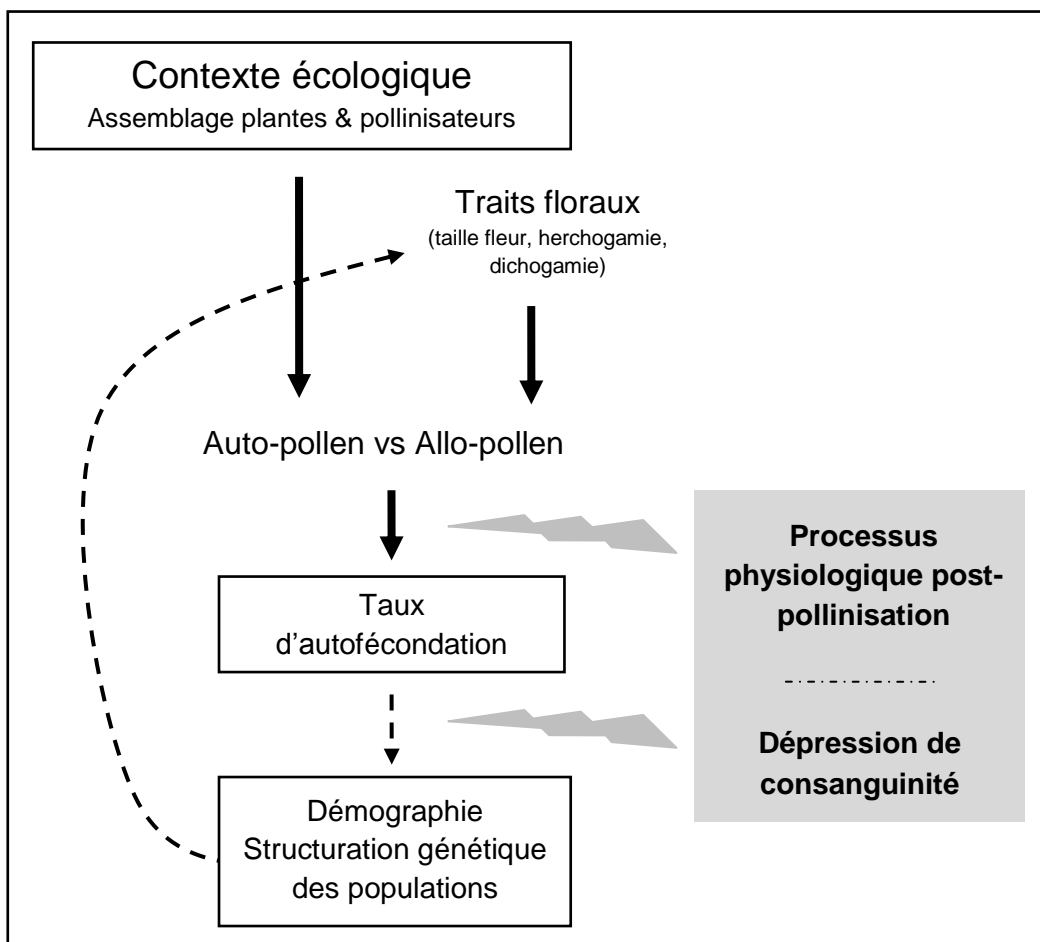 Contexte écologique
Assemblage plantes & pollinisateurs
Traits floraux
(taille fleur, herchogamie,
dichogamie)
Auto-pollen vs Allo-pollen
Taux
d'autofécondation
Processus
physiologique post-
pollinisation
Dépression de
consanguinité
Démographie
Structuration génétique
des populations